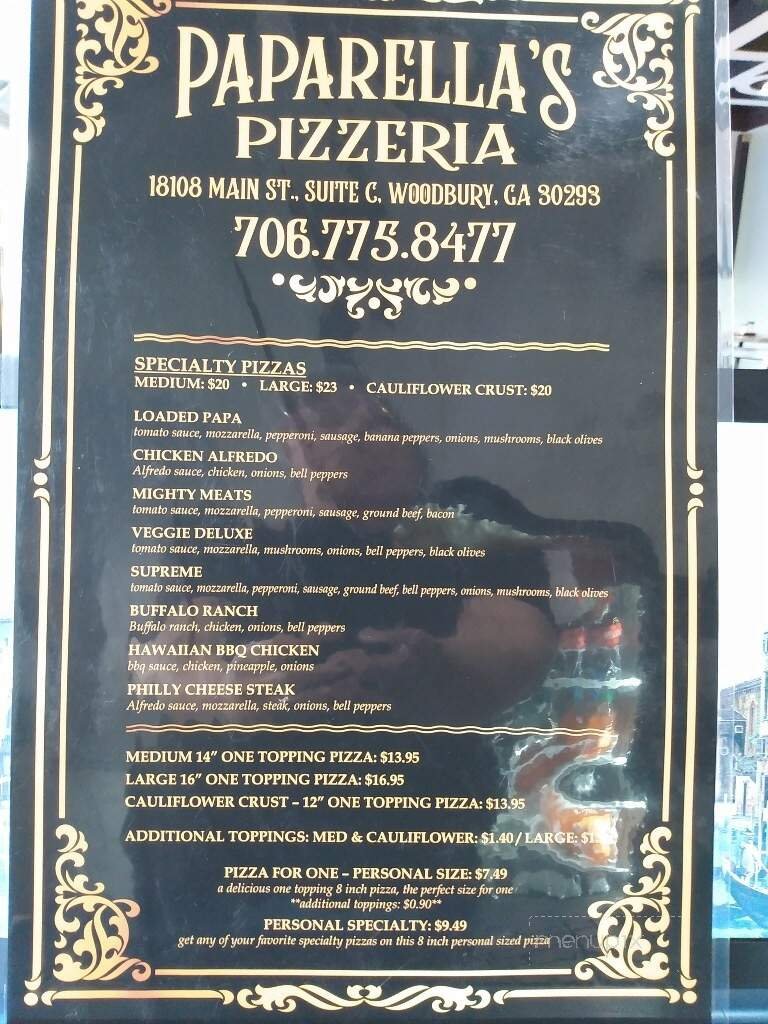 PAPARELLA'S
PIZZERIA
18108 MAIN ST., SUITE C, WOODBURY, GA 30293
706.775.8477
SPECIALTY PIZZAS
MEDIUM: $20 • LARGE: $23 • CAULIFLOWER CRUST: $20
LOADED PAPA
tomato sauce, mozzarella, pepperoni, sausage, banana peppers, onions, mushrooms, black olives
CHICKEN ALFREDO
Alfredo sauce, chicken, onions, bell peppers
MIGHTY MEATS
tomato sauce, mozzarella, pepperoni, sausage, ground beef, bacon
VEGGIE DELUXE
tomato sauce, mozzarella, mushrooms, onions, bell peppers, black olives
SUPREME
tomato sauce, mozzarella, pepperoni, sausage, ground beef, bell peppers, onions, mushrooms, black olives
BUFFALO RANCH
Buffalo ranch, chicken, onions, bell peppers
HAWAIIAN BBQ CHICKEN
bbq sauce, chicken, pineapple, onions
PHILLY CHEESE STEAK
Alfredo sauce, mozzarella, steak, onions, bell peppers
MEDIUM 14" ONE TOPPING PIZZA: $13.95
LARGE 16" ONE TOPPING PIZZA: $16.95
CAULIFLOWER CRUST – 12" ONE TOPPING PIZZA: $13.95
ADDITIONAL TOPPINGS: MED & CAULIFLOWER: $1.40 / LARGE:
PIZZA FOR ONE – PERSONAL SIZE: $7.49
a delicious one topping 8 inch pizza, the perfect size for one
**additional toppings: $0.90**
PERSONAL SPECIALTY: $9.49
get any of your favorite specialty pizzas on this 8 inch personal sized pizza
menupix